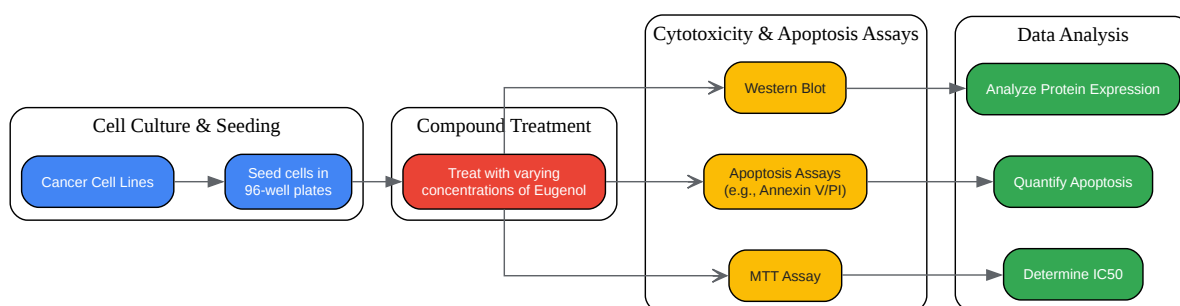 Cell Culture & Seeding
Cancer Cell Lines
Seed cells in
96-well plates
Compound Treatment
Treat with varying
concentrations of Eugenol
Cytotoxicity & Apoptosis Assays
Western Blot
Apoptosis Assays
(e.g., Annexin V/PI)
MTT Assay
Data Analysis
Analyze Protein Expression
Quantify Apoptosis
Determine IC50